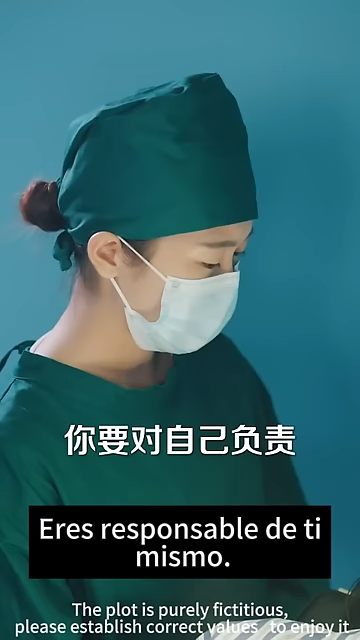 你要对自己负责
Eres responsable de ti
mismo.
The plot is purely fictitious,
please establish correct values to enjoy it